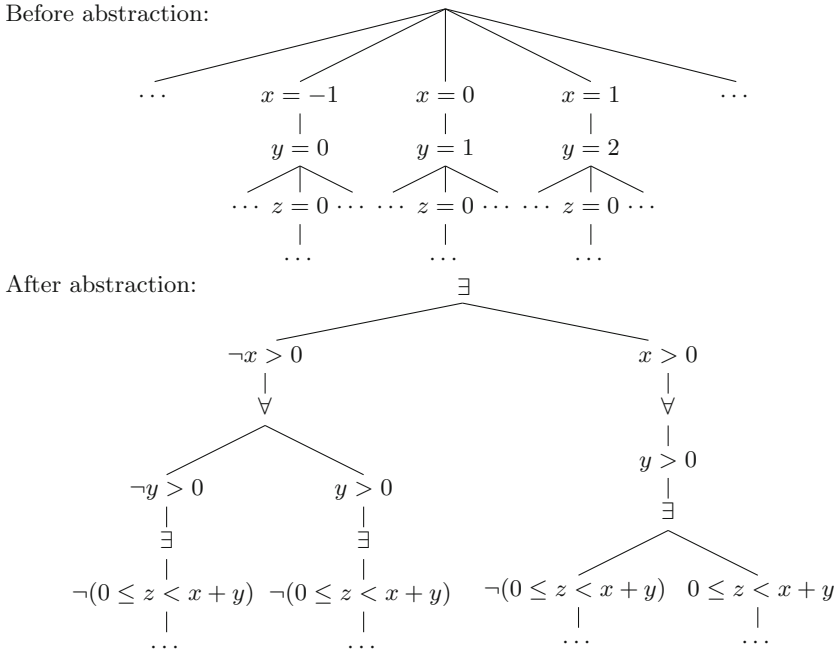 Before abstraction:
⋯ x = −1 x = 0 x = 1 ⋯
y = 0 y = 1 y = 2
⋯ z = 0 ⋯ ⋯ z = 0 ⋯ ⋯ z = 0 ⋯
⋯ ⋯ ⋯
After abstraction: ∃
¬x > 0 x > 0
∀ ∀
y > 0
¬y > 0 y > 0
∃
∃ ∃
¬(0 ≤ z < x + y) ¬(0 ≤ z < x + y) ¬(0 ≤ z < x + y) 0 ≤ z < x + y
⋯ ⋯ ⋯ ⋯